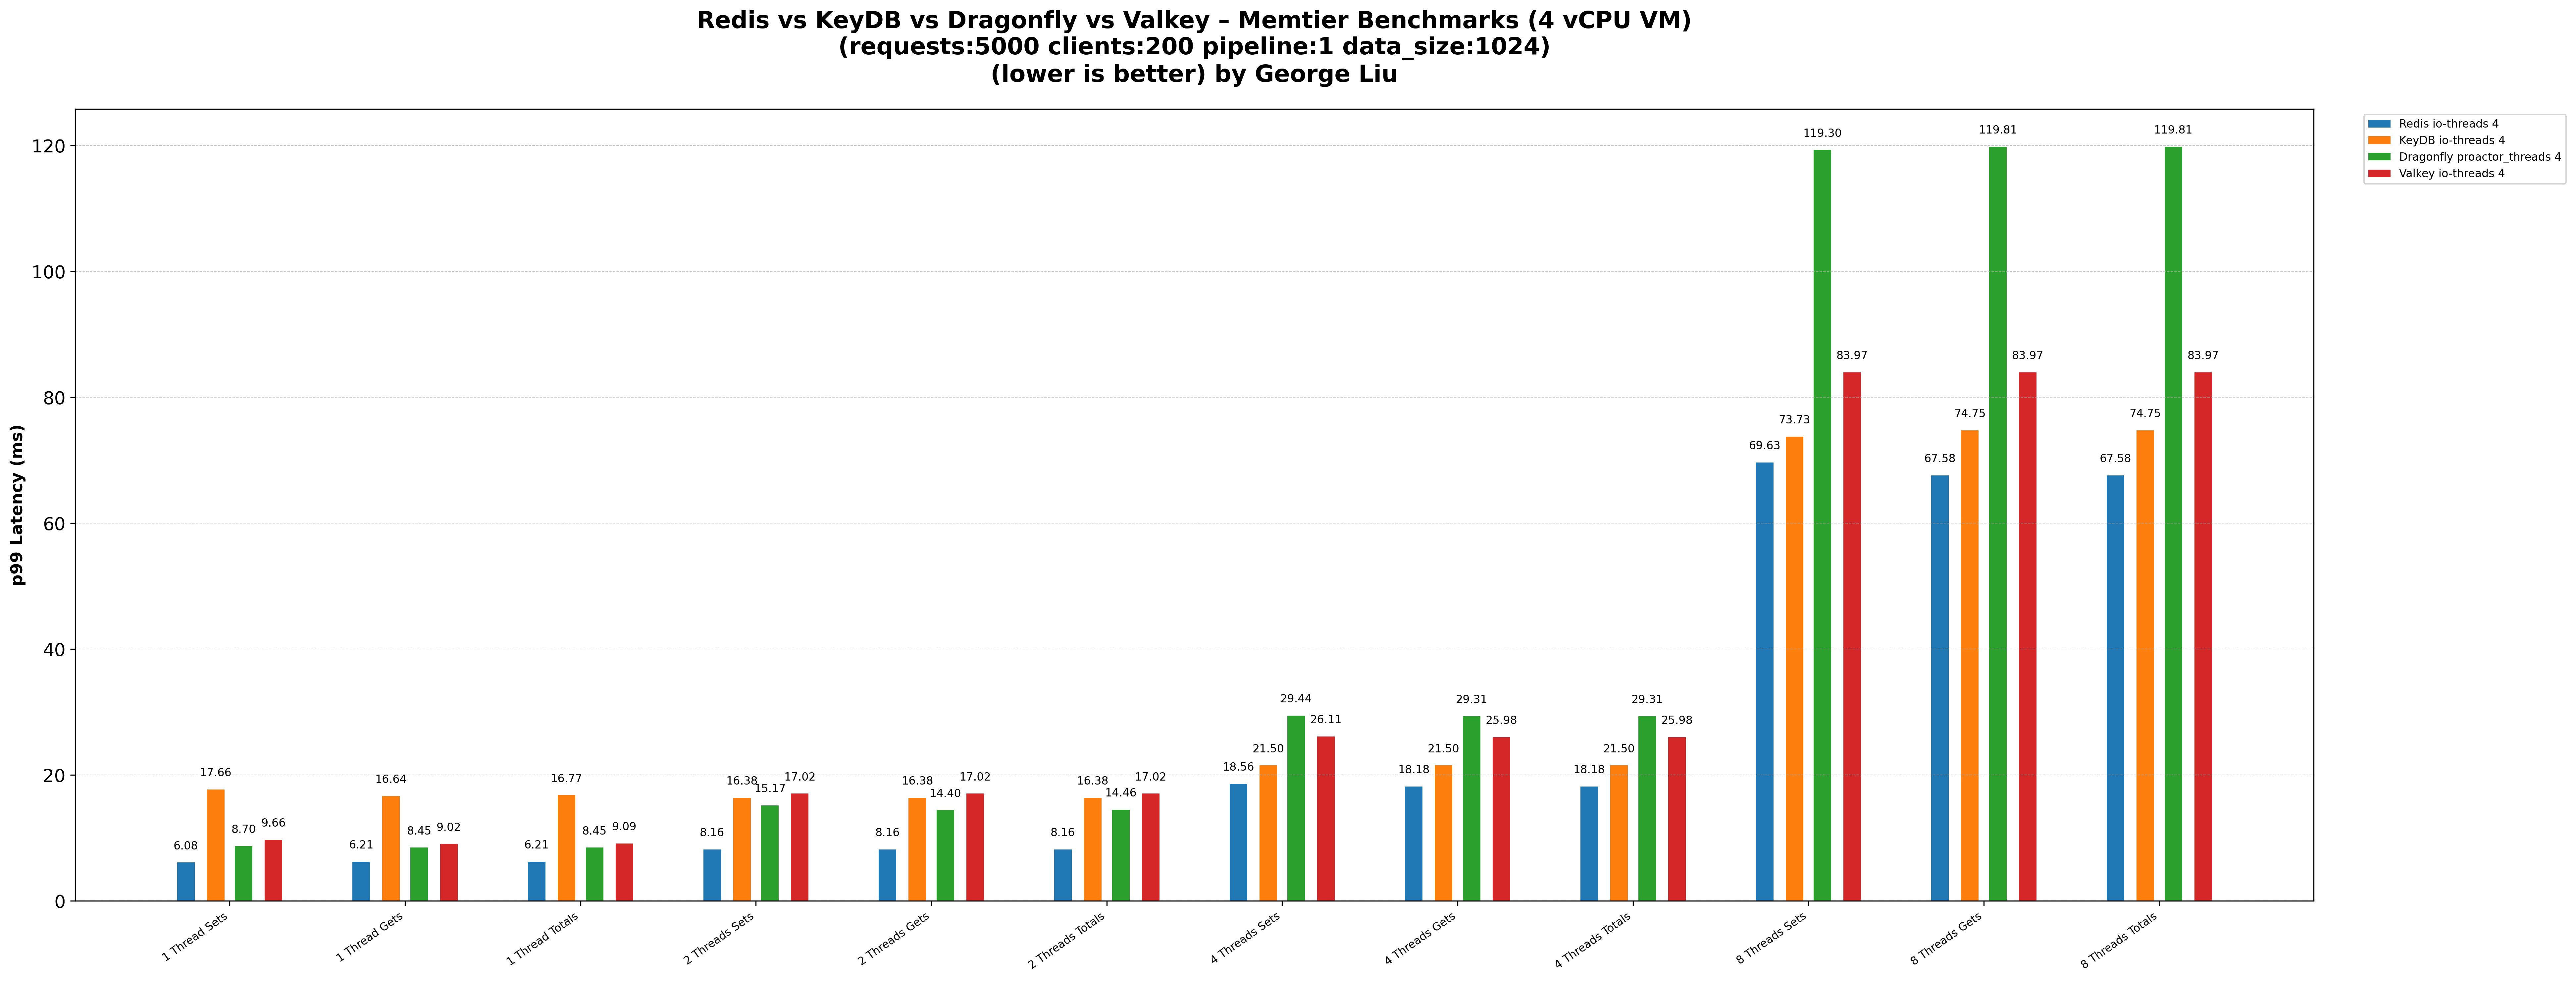 Redis vs KeyDB vs Dragonfly vs Valkey – Memtier Benchmarks (4 vCPU VM)
(requests:5000 clients:200 pipeline:1 data_size:1024)
(lower is better) by George Liu
Redis io-threads 4
KeyDB io-threads 4
Dragonfly proactor_threads 4
Valkey io-threads 4
p99 Latency (ms)
120
100
80
60
40
20
0
6.08
17.66
8.70
9.66
6.21
16.64
8.45
9.02
6.21
16.77
8.45
9.09
8.16
16.38
15.17
17.02
8.16
16.38
14.40
17.02
8.16
16.38
14.46
17.02
18.56
21.50
29.44
26.11
18.18
21.50
29.31
25.98
18.18
21.50
29.31
25.98
69.63
73.73
119.30
83.97
67.58
74.75
119.81
83.97
67.58
74.75
119.81
83.97
1 Thread Sets
1 Thread Gets
1 Thread Totals
2 Threads Sets
2 Threads Gets
2 Threads Totals
4 Threads Sets
4 Threads Gets
4 Threads Totals
8 Threads Sets
8 Threads Gets
8 Threads Totals